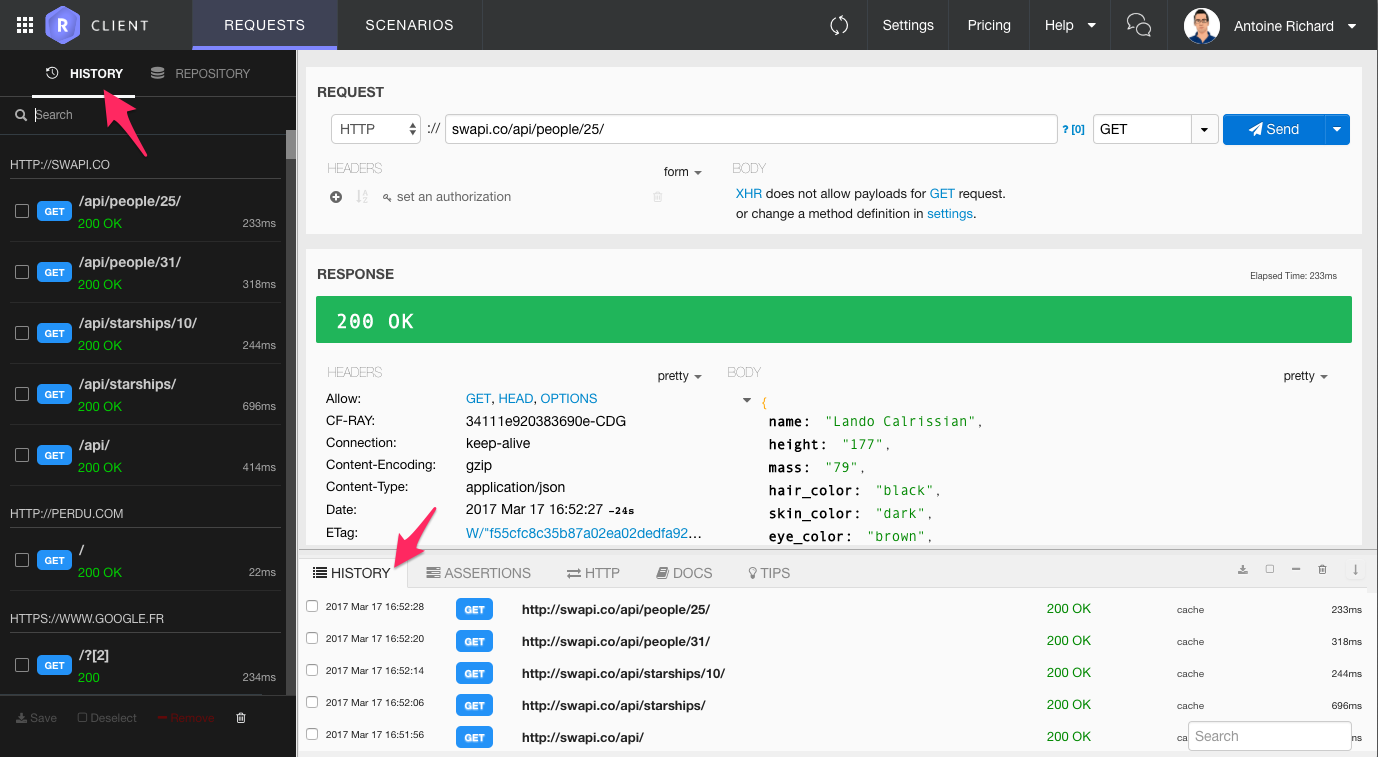 R CLIENT REQUESTS SCENARIOS Settings Pricing Help Antoine Richard
HISTORY REPOSITORY
Search
HTTP://SWAPI.CO
GET /api/people/25/
200 OK 233ms
GET /api/people/31/
200 OK 318ms
GET /api/starships/10/
200 OK 244ms
GET /api/starships/
200 OK 696ms
GET /api/
200 OK 414ms
HTTP://PERDU.COM
GET /
200 OK 22ms
HTTPS://WWW.GOOGLE.FR
GET /?[2]
200 234ms
Save Deselect Remove
REQUEST
HTTP :// swapi.co/api/people/25/ ? [0] GET Send
HEADERS form
set an authorization
BODY
XHR does not allow payloads for GET request.
or change a method definition in settings.
RESPONSE Elapsed Time: 233ms
200 OK
HEADERS pretty
Allow: GET, HEAD, OPTIONS
CF-RAY: 34111e920383690e-CDG
Connection: keep-alive
Content-Encoding: gzip
Content-Type: application/json
Date: 2017 Mar 17 16:52:27 -24s
ETag: W/"f55cfc8c35b87a02ea02dedfa92...
BODY pretty
{
name: "Lando Calrissian",
height: "177",
mass: "79",
hair_color: "black",
skin_color: "dark",
eye_color: "brown",
HISTORY ASSERTIONS HTTP DOCS TIPS
2017 Mar 17 16:52:28 GET http://swapi.co/api/people/25/ 200 OK cache 233ms
2017 Mar 17 16:52:20 GET http://swapi.co/api/people/31/ 200 OK cache 318ms
2017 Mar 17 16:52:14 GET http://swapi.co/api/starships/10/ 200 OK cache 244ms
2017 Mar 17 16:52:06 GET http://swapi.co/api/starships/ 200 OK cache 696ms
2017 Mar 17 16:51:56 GET http://swapi.co/api/ 200 OK ca Search ms